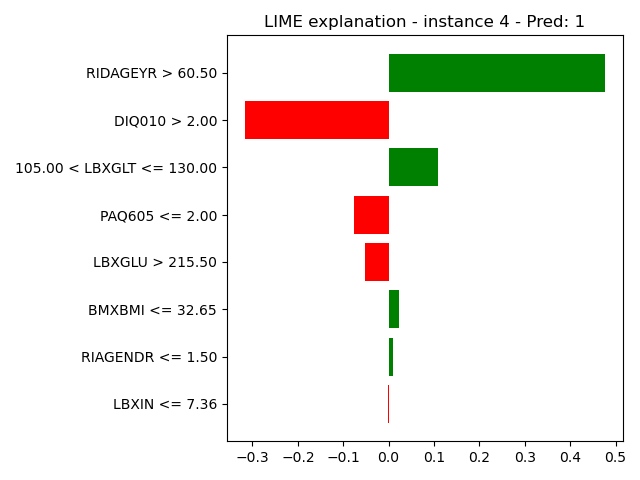 LIME explanation - instance 4 - Pred: 1
RIDAGEYR > 60.50
DIQ010 > 2.00
105.00 < LBXGLT <= 130.00
PAQ605 <= 2.00
LBXGLU > 215.50
BMXBMI <= 32.65
RIAGENDR <= 1.50
LBXIN <= 7.36
−0.3 −0.2 −0.1 0.0 0.1 0.2 0.3 0.4 0.5